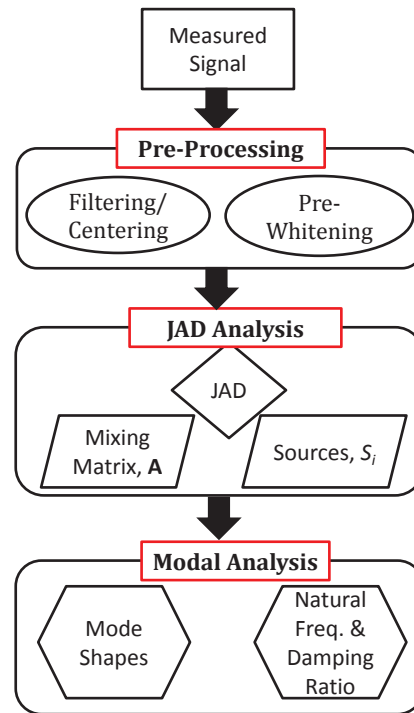 Measured
Signal
Pre-Processing
Filtering/
Centering
Pre-
Whitening
JAD Analysis
JAD
Mixing
Matrix, A
Sources, Si
Modal Analysis
Mode
Shapes
Natural
Freq. &
Damping
Ratio